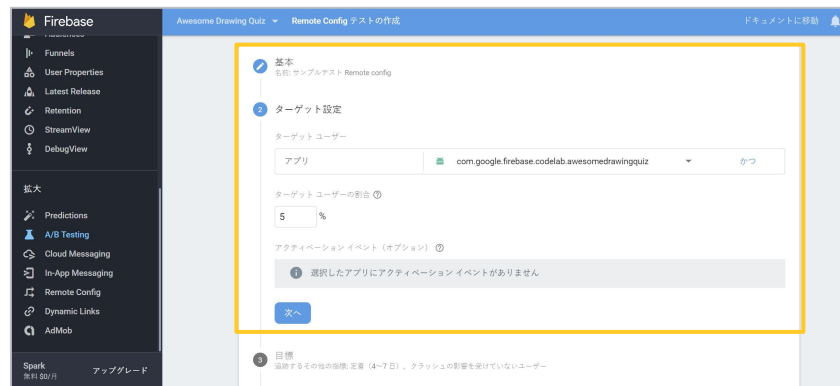 Firebase
Awesome Drawing Quiz
Remote Config テストの作成
ドキュメントに移動
Audiences
Funnels
User Properties
Latest Release
Retention
StreamView
DebugView
拡大
Predictions
A/B Testing
Cloud Messaging
In-App Messaging
Remote Config
Dynamic Links
AdMob
Spark
無料 $0/月
アップグレード
基本
名前: サンプルテスト Remote config
2 ターゲット設定
ターゲット ユーザー
アプリ
com.google.firebase.codelab.awesomedrawingquiz
かつ
ターゲット ユーザーの割合
5 %
アクティベーション イベント（オプション）
選択したアプリにアクティベーション イベントがありません
次へ
3 目標
追跡するその他の指標: 定着（4～7 日）、クラッシュの影響を受けていないユーザー